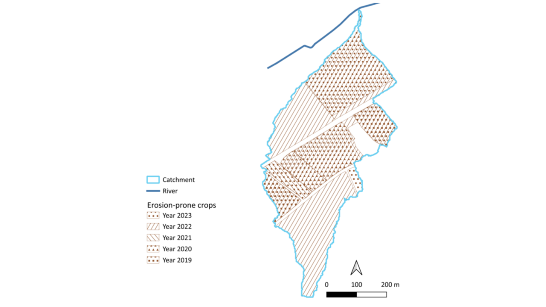 Catchment
River
Erosion-prone crops
Year 2023
Year 2022
Year 2021
Year 2020
Year 2019
0 100 200 m